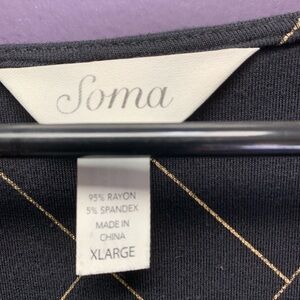 Soma
95% RAYON
5% SPANDEX
MADE IN
CHINA
XLARGE